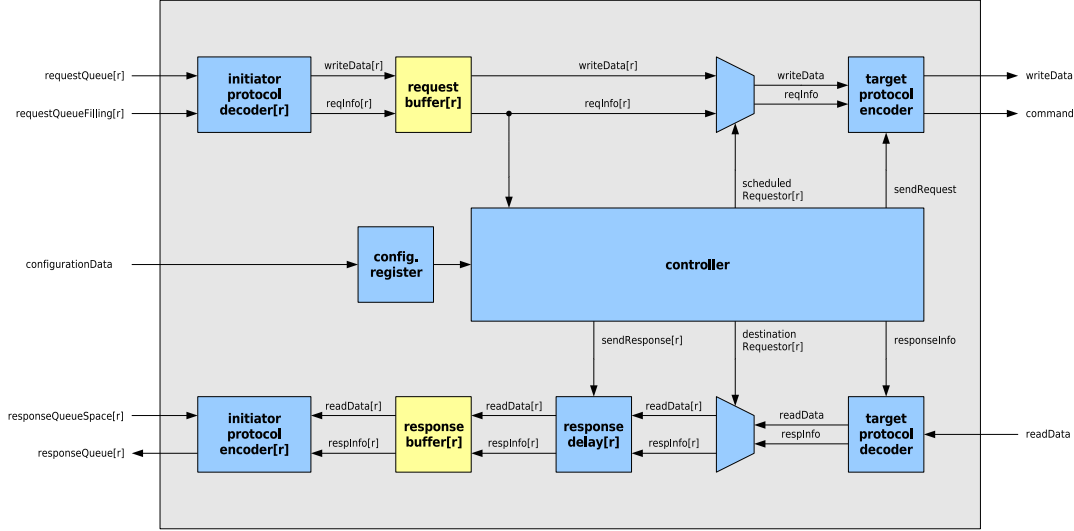 requestQueue[r]
requestQueueFilling[r]
initiator
protocol
decoder[r]
writeData[r]
reqInfo[r]
request
buffer[r]
writeData[r]
reqInfo[r]
writeData
reqInfo
target
protocol
encoder
writeData
command
scheduled
Requestor[r]
sendRequest
configurationData
config.
register
controller
sendResponse[r]
destination
Requestor[r]
responseInfo
responseQueueSpace[r]
responseQueue[r]
initiator
protocol
encoder[r]
readData[r]
respInfo[r]
response
buffer[r]
readData[r]
respInfo[r]
response
delay[r]
readData[r]
respInfo[r]
readData
respInfo
target
protocol
decoder
readData